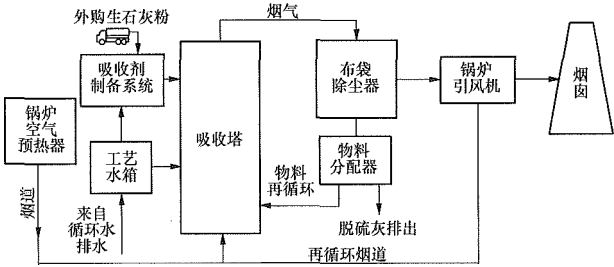 外购生石灰粉
烟气
吸收剂
制备系统
布袋
除尘器
锅炉
引风机
烟
囱
锅炉
空气
预热器
工艺
水箱
吸收塔
物料
再循环
物料
分配器
烟道
来自
循环水
排水
脱硫灰排出
再循环烟道